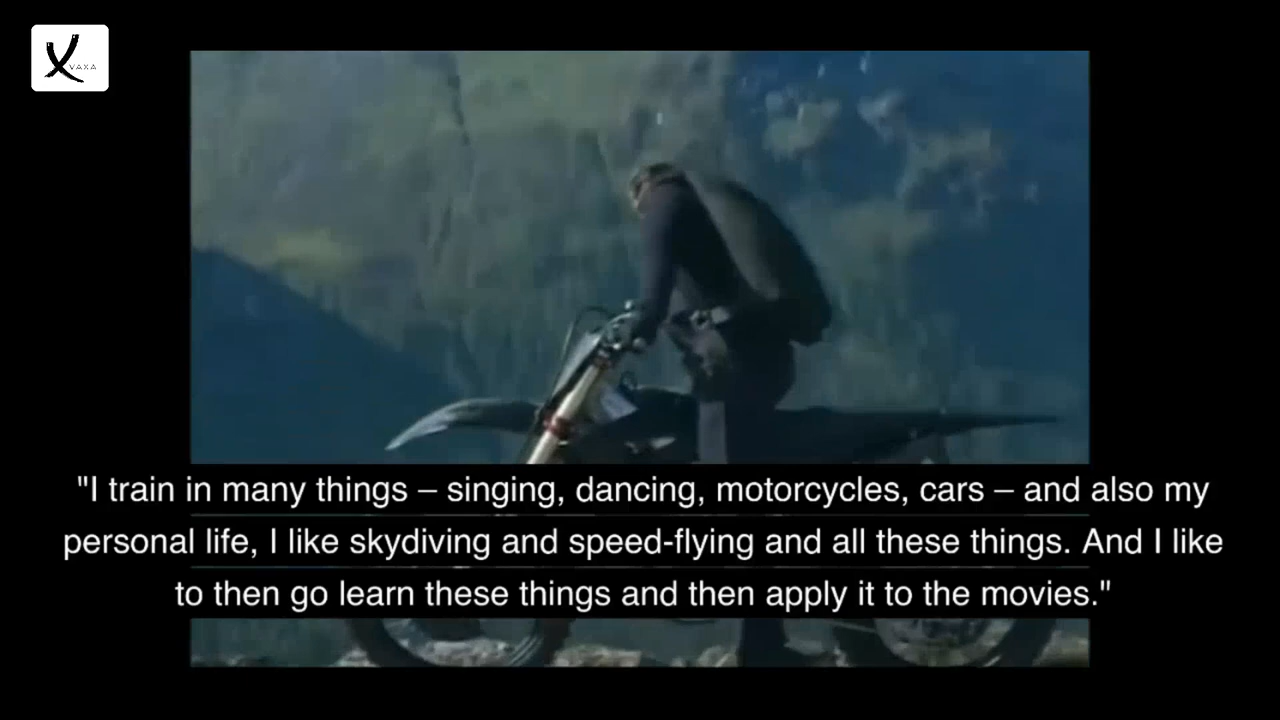 VAXA
"I train in many things – singing, dancing, motorcycles, cars – and also my
personal life, I like skydiving and speed-flying and all these things. And I like
to then go learn these things and then apply it to the movies."